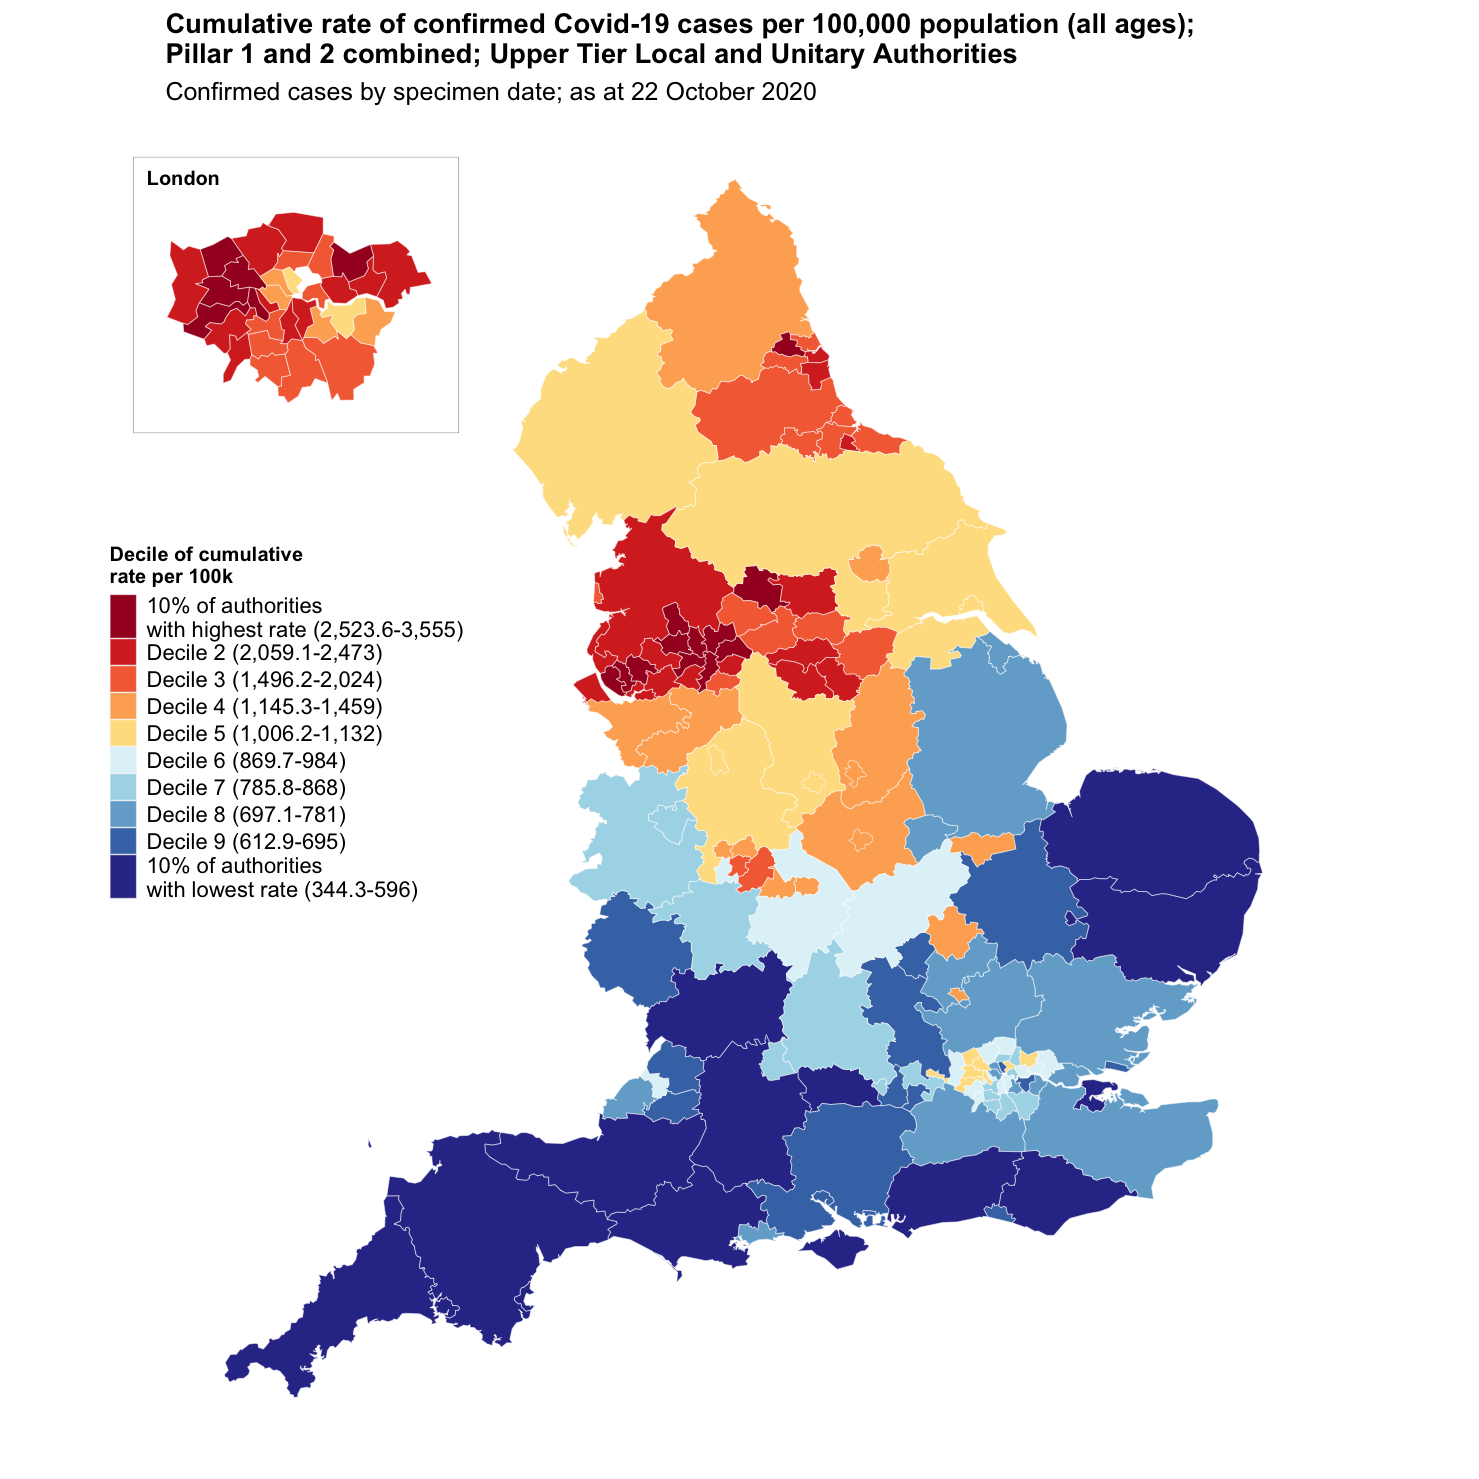 Cumulative rate of confirmed Covid-19 cases per 100,000 population (all ages);
Pillar 1 and 2 combined; Upper Tier Local and Unitary Authorities
Confirmed cases by specimen date; as at 22 October 2020
London
Decile of cumulative
rate per 100k
10% of authorities
with highest rate (2,523.6-3,555)
Decile 2 (2,059.1-2,473)
Decile 3 (1,496.2-2,024)
Decile 4 (1,145.3-1,459)
Decile 5 (1,006.2-1,132)
Decile 6 (869.7-984)
Decile 7 (785.8-868)
Decile 8 (697.1-781)
Decile 9 (612.9-695)
10% of authorities
with lowest rate (344.3-596)